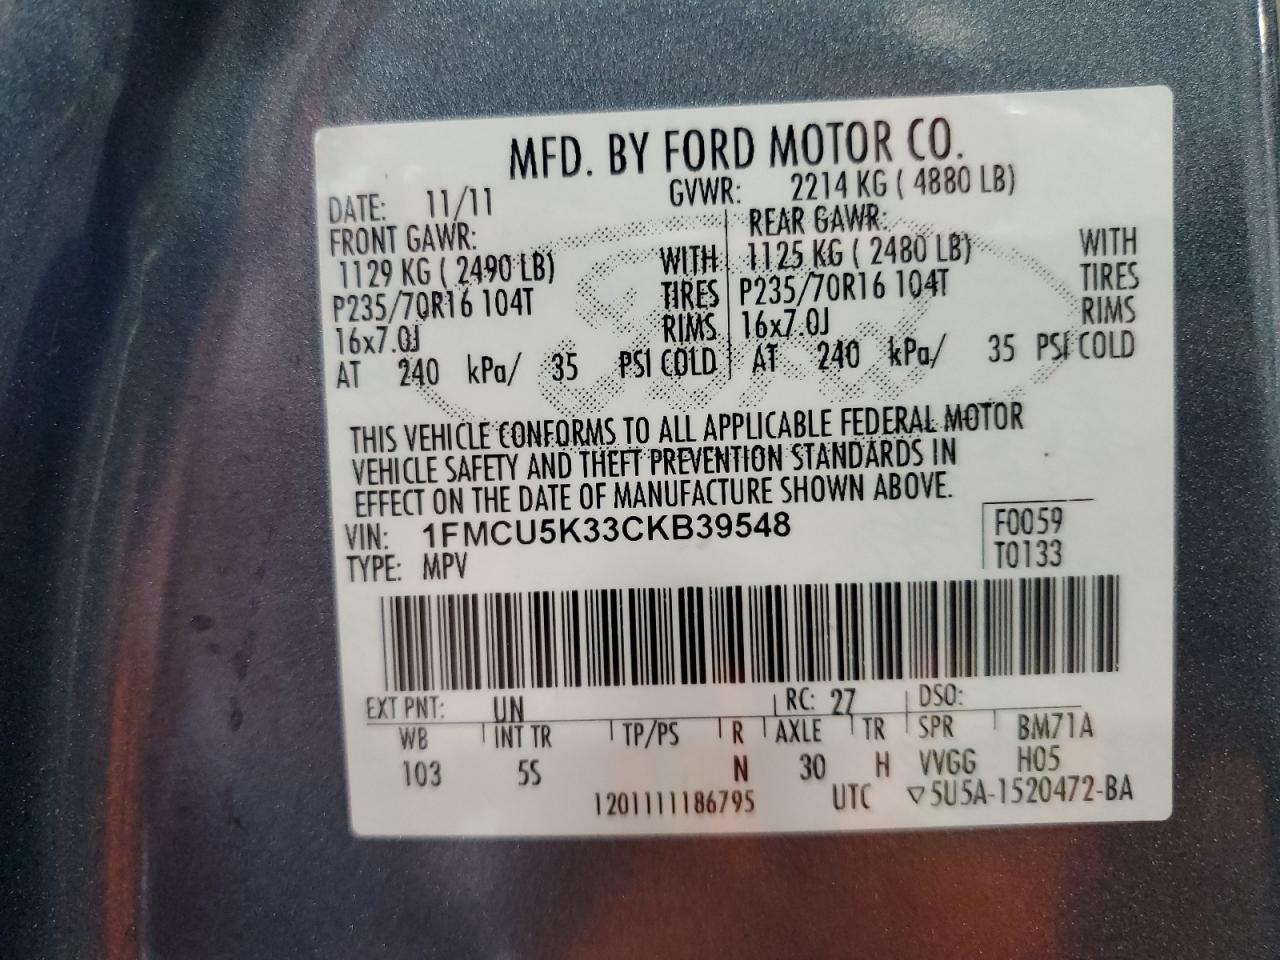 MFD. BY FORD MOTOR CO.
DATE: 11/11 GVWR: 2214 KG ( 4880 LB)
FRONT GAWR: REAR GAWR:
1129 KG ( 2490 LB) WITH 1125 KG ( 2480 LB) WITH
P235/70R16 104T TIRES P235/70R16 104T TIRES
16x7.0J RIMS 16x7.0J RIMS
AT 240 kPa/ 35 PSI COLD AT 240 kPa/ 35 PSI COLD
THIS VEHICLE CONFORMS TO ALL APPLICABLE FEDERAL MOTOR
VEHICLE SAFETY AND THEFT PREVENTION STANDARDS IN
EFFECT ON THE DATE OF MANUFACTURE SHOWN ABOVE.
VIN: 1FMCU5K33CKB39548 F0059
TYPE: MPV T0133
EXT PNT: UN RC: 27 DSO:
WB INT TR TP/PS R AXLE TR SPR BM71A
103 5S N 30 H VVGG H05
1201111186795 UTC ▽5U5A-1520472-BA